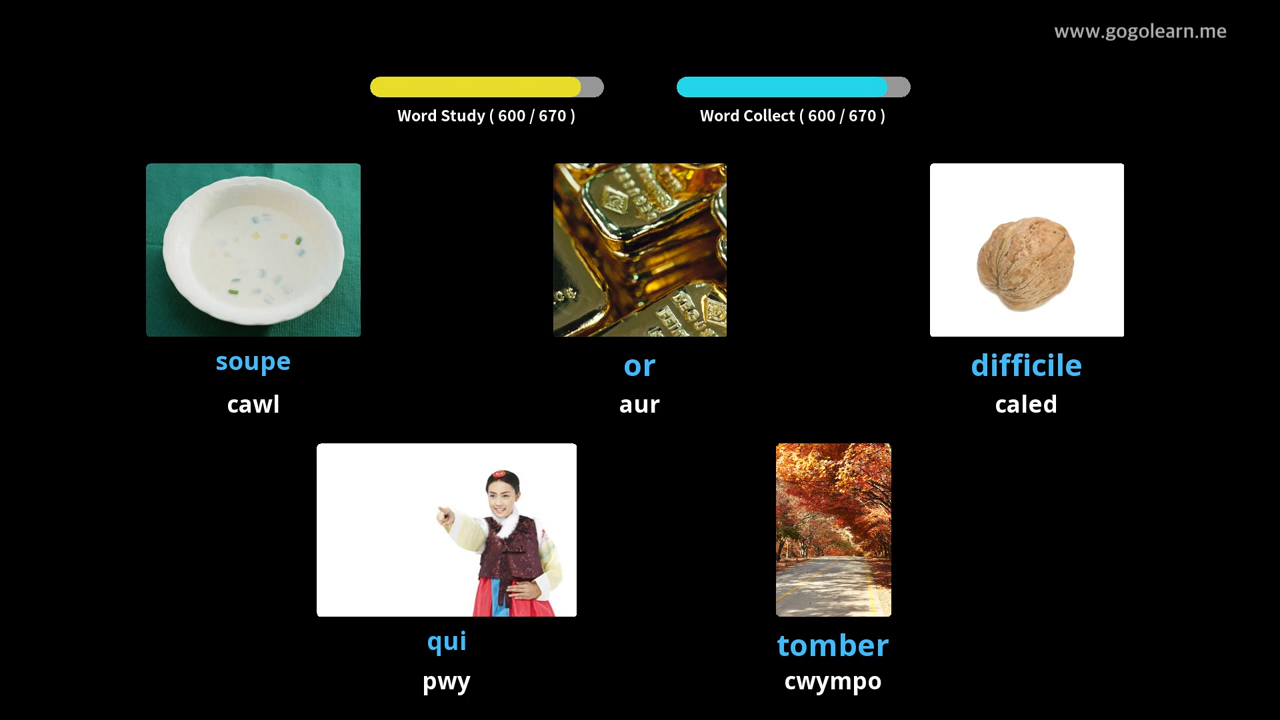 www.gogolearn.me
Word Study ( 600 / 670 )
Word Collect ( 600 / 670 )
soupe
cawl
or
aur
difficile
caled
qui
pwy
tomber
cwympo